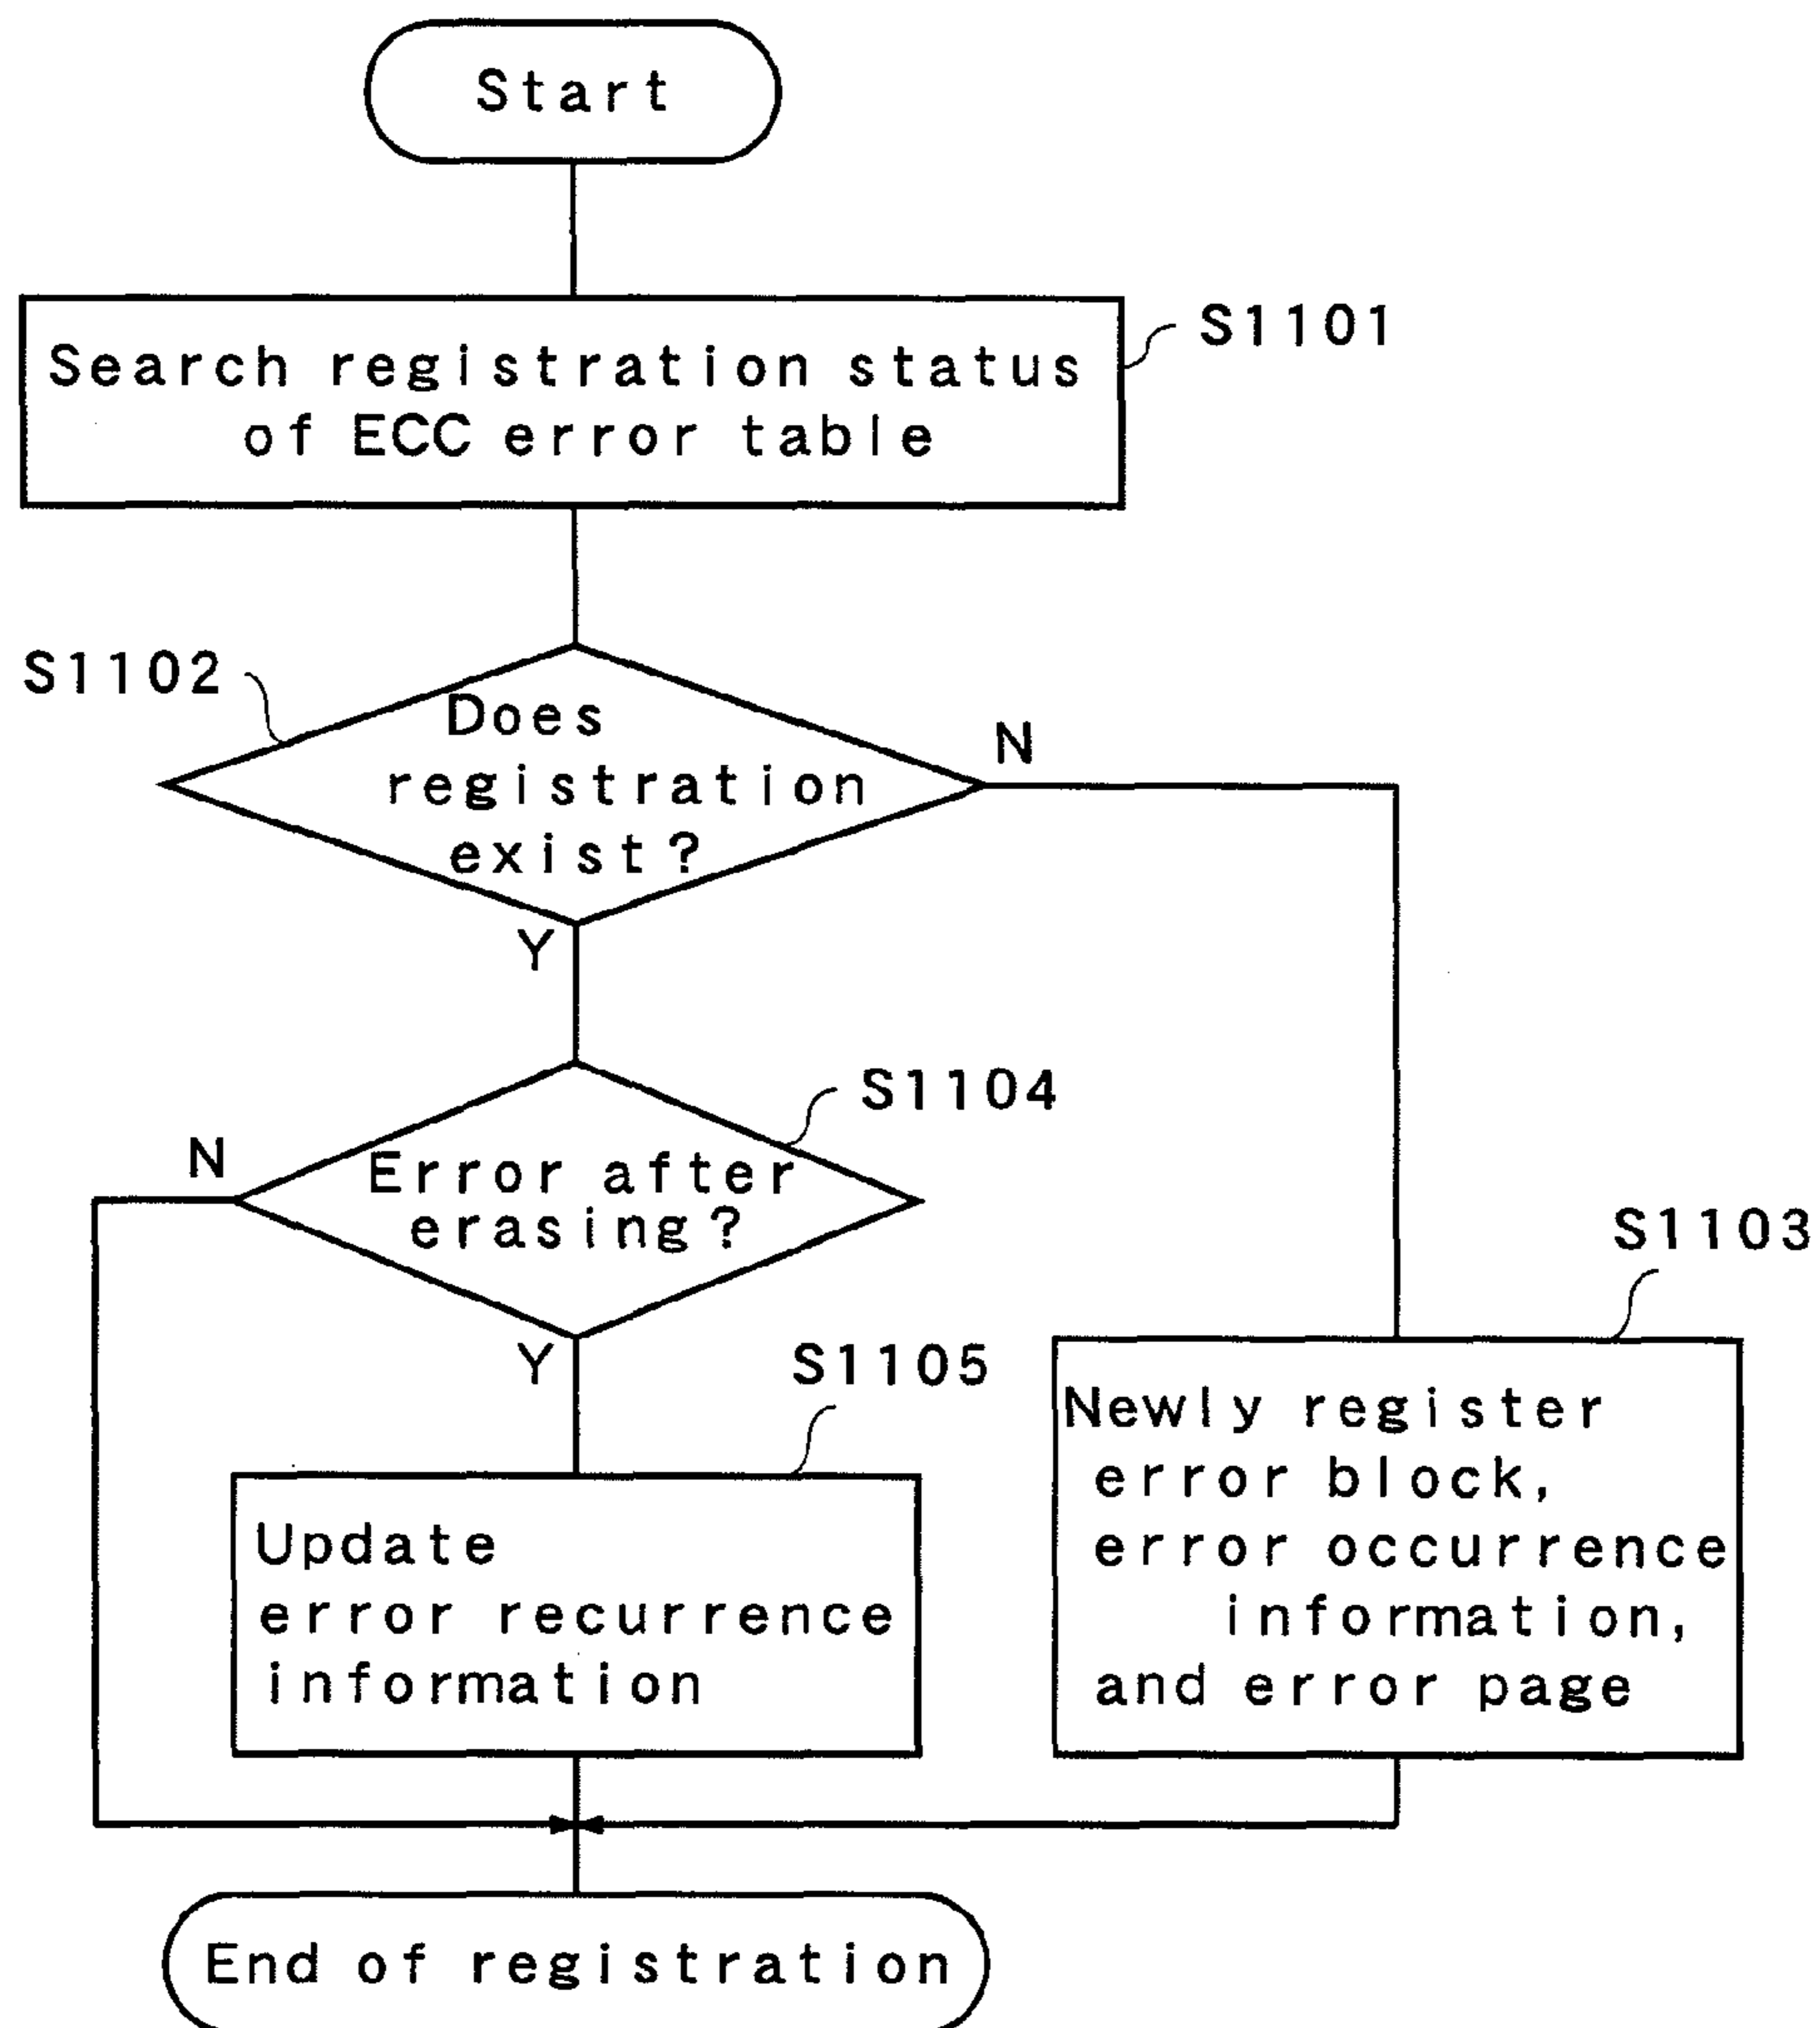 Start
S1101
Search registration status
of ECC error table
S1102
Does
registration
exist?
N
Y
S1104
N
Error after
erasing?
S1103
Y
S1105
Newly register
error block,
error occurrence
information,
and error page
Update
error recurrence
information
End of registration